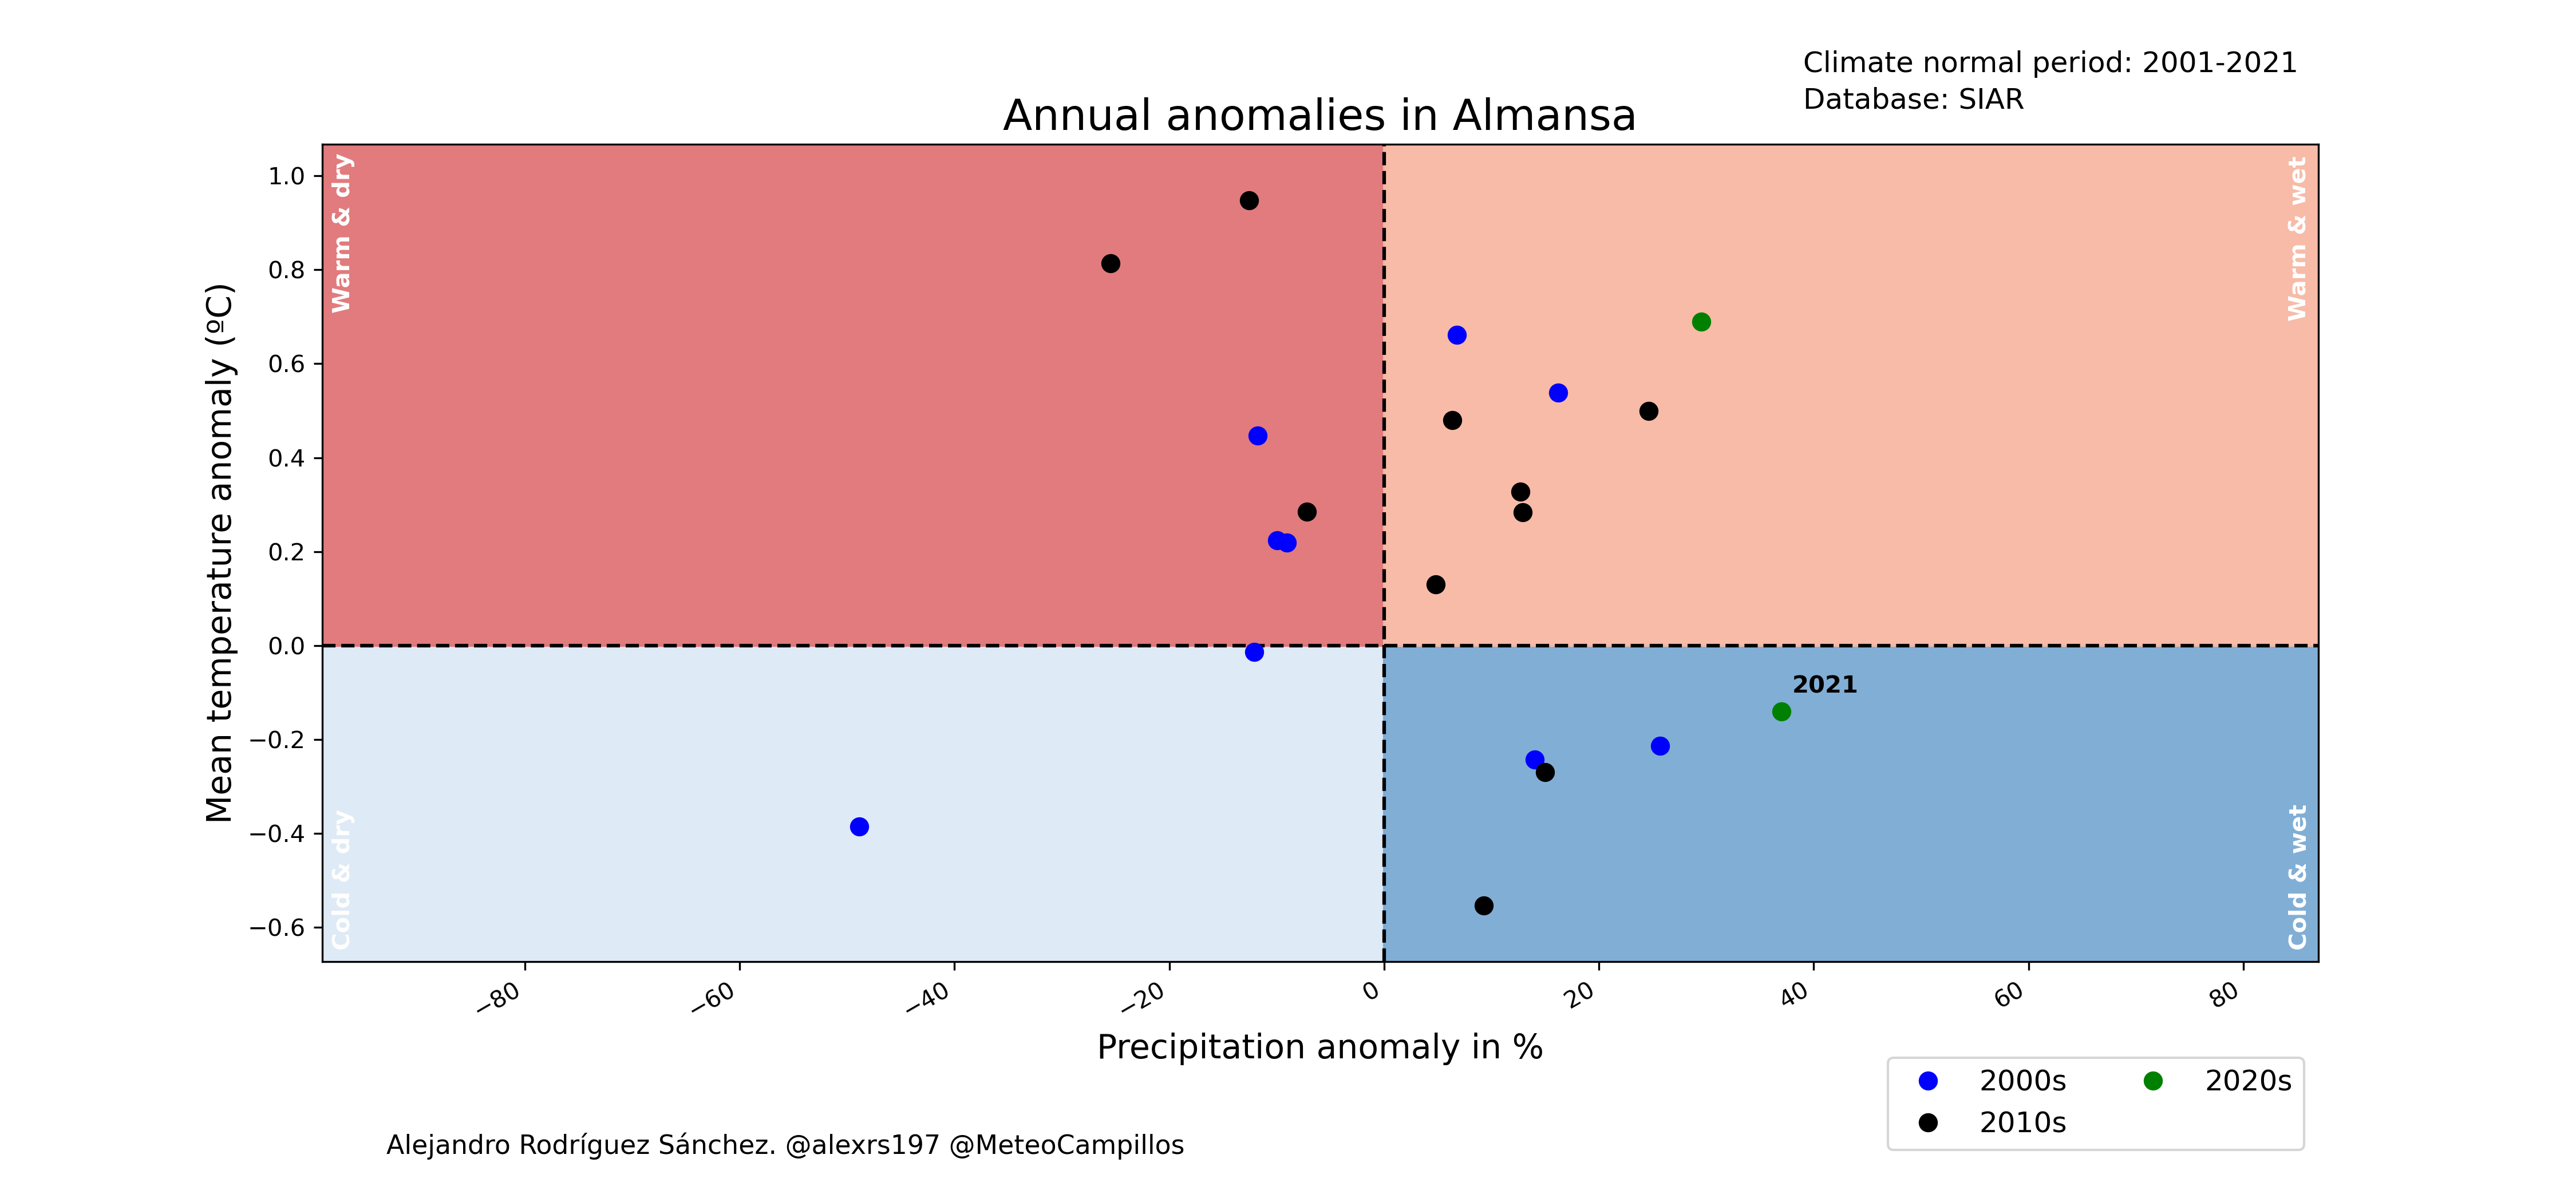 Climate normal period: 2001-2021
Database: SIAR
Annual anomalies in Almansa
Warm & dry
Warm & wet
Mean temperature anomaly (ºC)
1.0
0.8
0.6
0.4
0.2
0.0
−0.2
−0.4
−0.6
2021
Cold & dry
Cold & wet
−80
−60
−40
−20
0
20
40
60
80
Precipitation anomaly in %
2000s
2020s
2010s
Alejandro Rodríguez Sánchez. @alexrs197 @MeteoCampillos